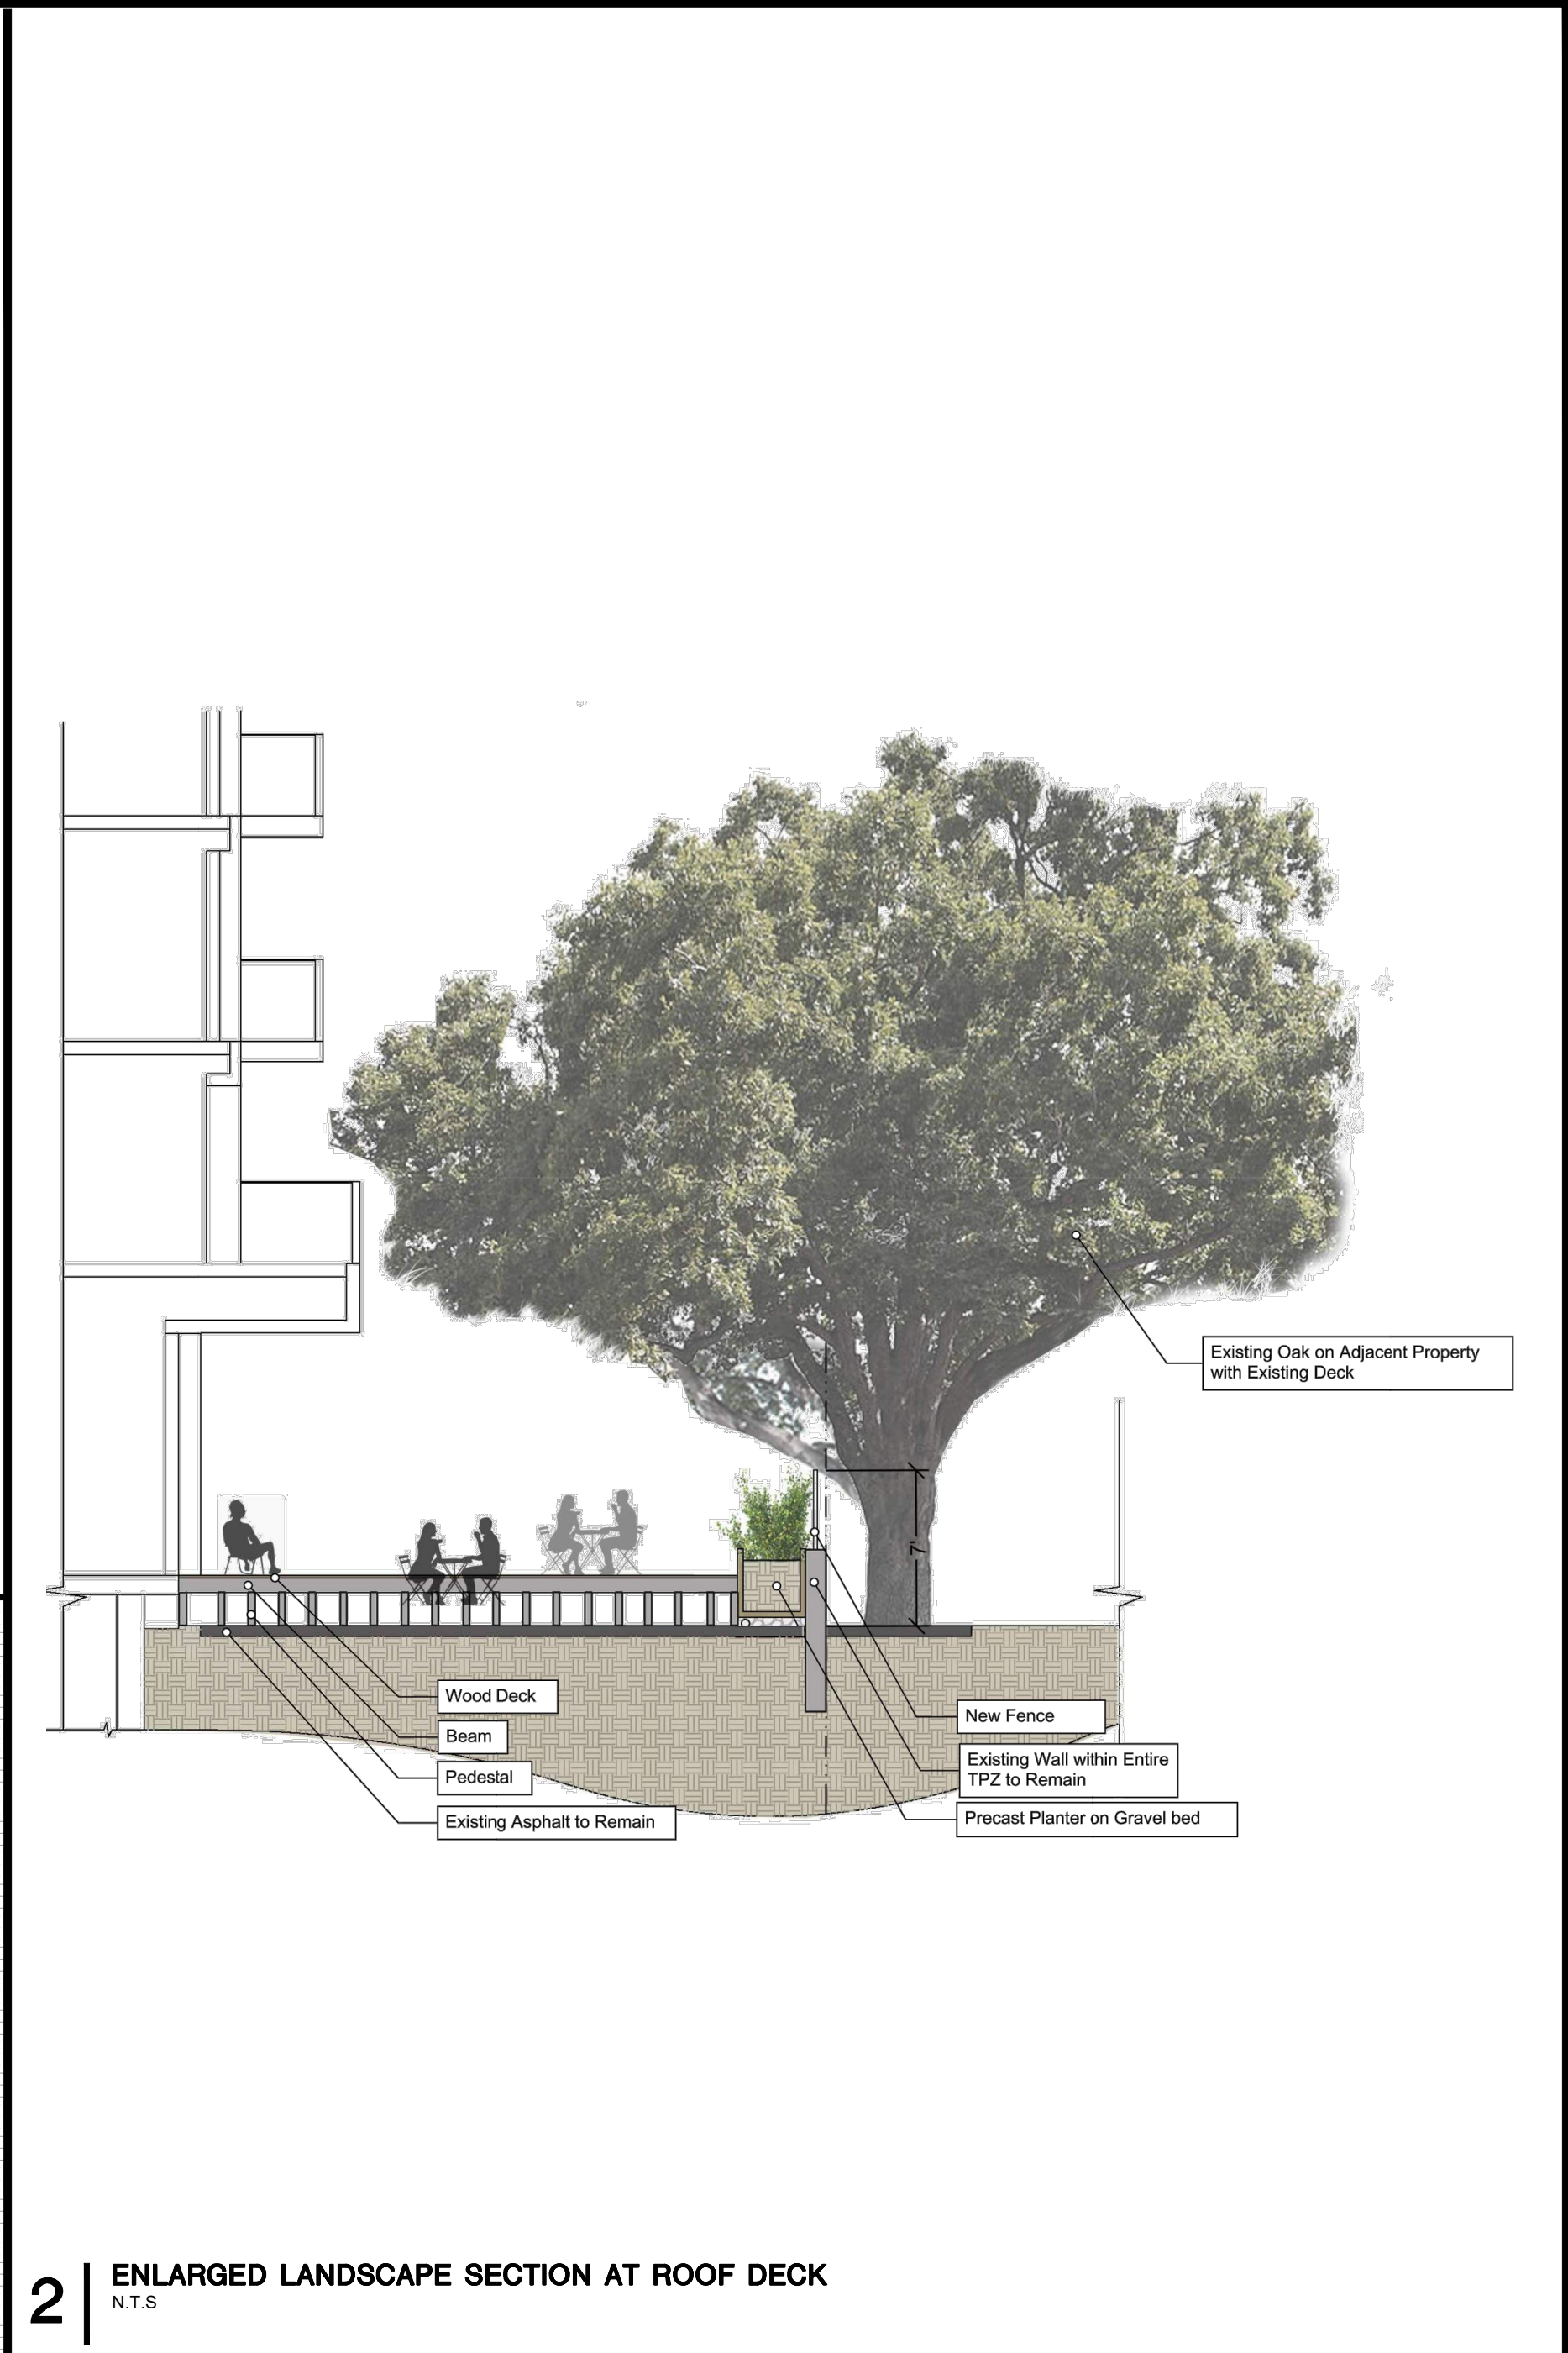 Existing Oak on Adjacent Property
with Existing Deck
7'
Wood Deck
Beam
Pedestal
Existing Asphalt to Remain
New Fence
Existing Wall within Entire
TPZ to Remain
Precast Planter on Gravel bed
2
ENLARGED LANDSCAPE SECTION AT ROOF DECK
N.T.S